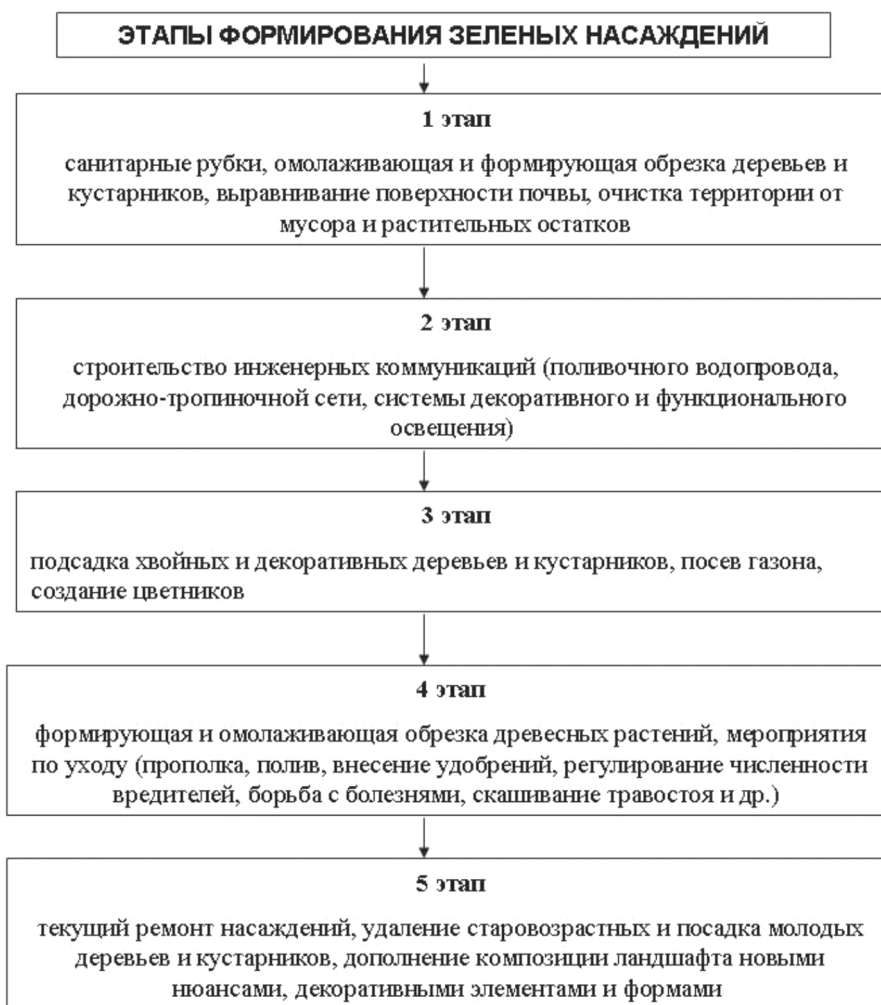 ЭТАПЫ ФОРМИРОВАНИЯ ЗЕЛЕНЫХ НАСАЖДЕНИЙ
1 этап
санитарные рубки, омолаживающая и формирующая обрезка деревьев и
кустарников, выравнивание поверхности почвы, очистка территории от
мусора и растительных остатков
2 этап
строительство инженерных коммуникаций (поливочного водопровода,
дорожно-тропиночной сети, системы декоративного и функционального
освещения)
3 этап
подсадка хвойных и декоративных деревьев и кустарников, посев газона,
создание цветников
4 этап
формирующая и омолаживающая обрезка древесных растений, мероприятия
по уходу (прополка, полив, внесение удобрений, регулирование численности
вредителей, борьба с болезнями, скашивание травостоя и др.)
5 этап
текущий ремонт насаждений, удаление старовозрастных и посадка молодых
деревьев и кустарников, дополнение композиции ландшафта новыми
нюансами, декоративными элементами и формами